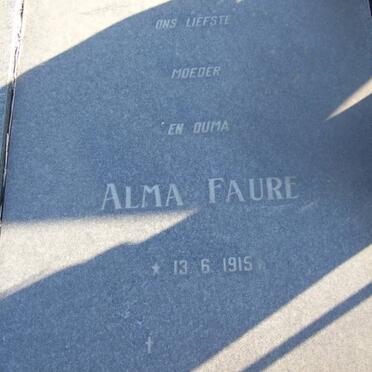 ONS LIEFSTE
MOEDER
EN OUMA
ALMA FAURE
* 13 6 1915
†